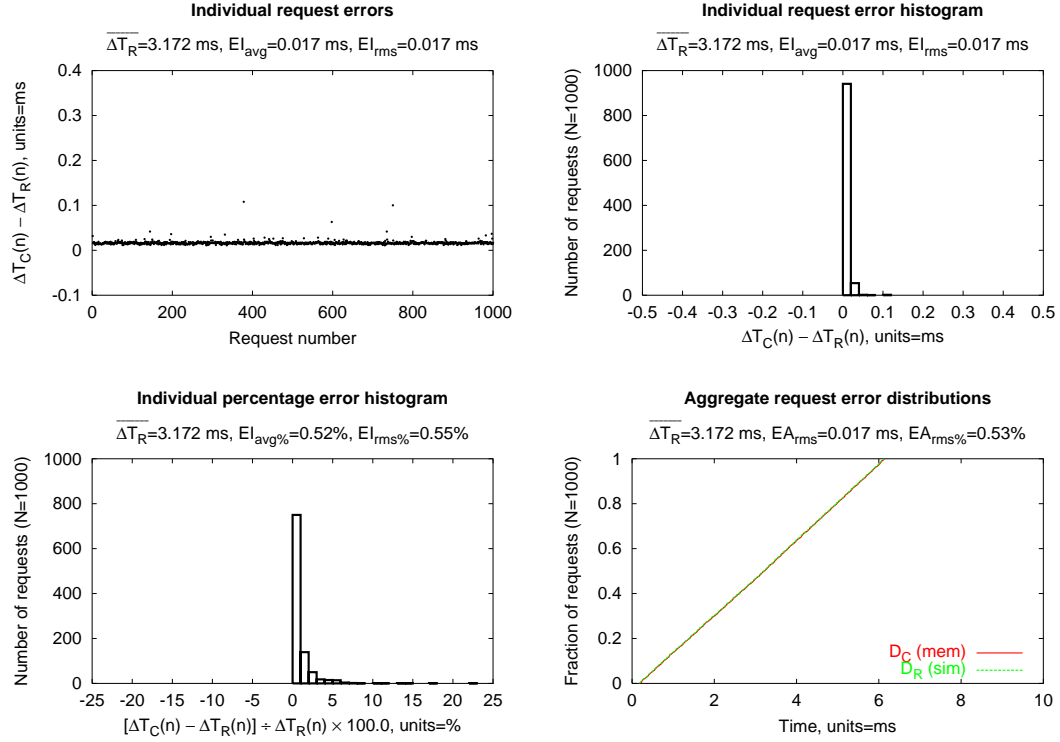 Individual request errors
ΔT_R=3.172 ms, EI_avg=0.017 ms, EI_rms=0.017 ms
ΔT_C(n) − ΔT_R(n), units=ms
0.4
0.3
0.2
0.1
0
-0.1
0 200 400 600 800 1000
Request number
Individual request error histogram
ΔT_R=3.172 ms, EI_avg=0.017 ms, EI_rms=0.017 ms
Number of requests (N=1000)
1000
800
600
400
200
0
-0.5 -0.4 -0.3 -0.2 -0.1 0 0.1 0.2 0.3 0.4 0.5
ΔT_C(n) − ΔT_R(n), units=ms
Individual percentage error histogram
ΔT_R=3.172 ms, EI_avg%=0.52%, EI_rms%=0.55%
Number of requests (N=1000)
1000
800
600
400
200
0
-25 -20 -15 -10 -5 0 5 10 15 20 25
[ΔT_C(n) − ΔT_R(n)] ÷ ΔT_R(n) × 100.0, units=%
Aggregate request error distributions
ΔT_R=3.172 ms, EA_rms=0.017 ms, EA_rms%=0.53%
Fraction of requests (N=1000)
1
0.8
0.6
0.4
0.2
0
D_C (mem)
D_R (sim)
0 2 4 6 8 10
Time, units=ms